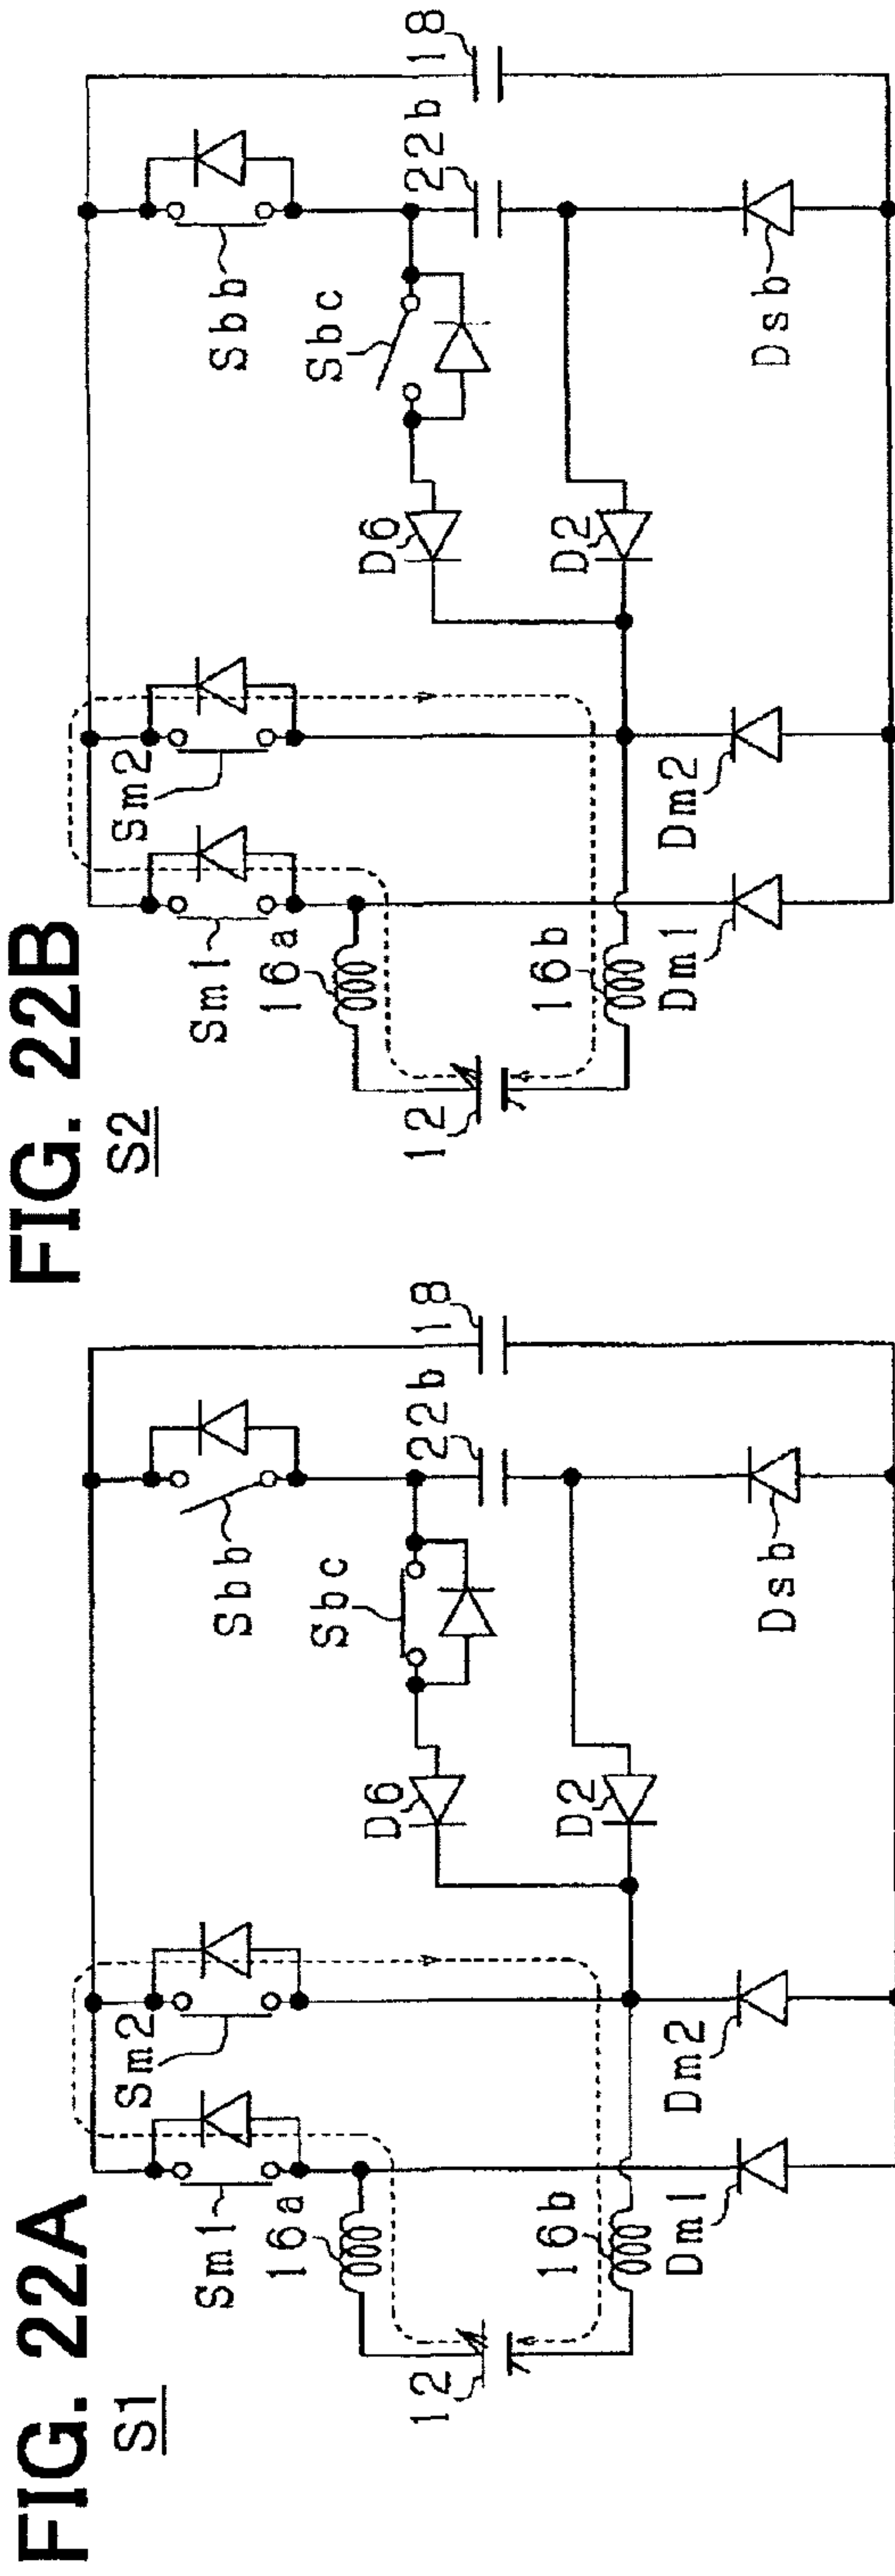 FIG. 22A
S1
12
16a
16b
Sm1
Sm2
Dm1
Dm2
D6
D2
Sbc
Sbb
22b
18
Dsb
FIG. 22B
S2
12
16a
16b
Sm1
Sm2
Dm1
Dm2
D6
D2
Sbc
Sbb
22b
18
Dsb